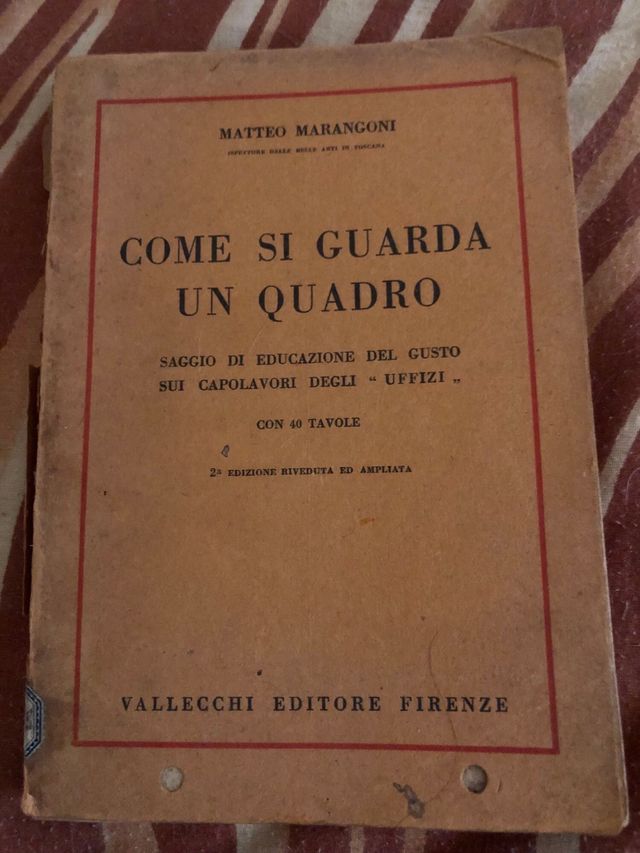 MATTEO MARANGONI
ISPETTORE DELLE BELLE ARTI IN TOSCANA
COME SI GUARDA
UN QUADRO
SAGGIO DI EDUCAZIONE DEL GUSTO
SUI CAPOLAVORI DEGLI “ UFFIZI „
CON 40 TAVOLE
2ª EDIZIONE RIVEDUTA ED AMPLIATA
VALLECCHI EDITORE FIRENZE